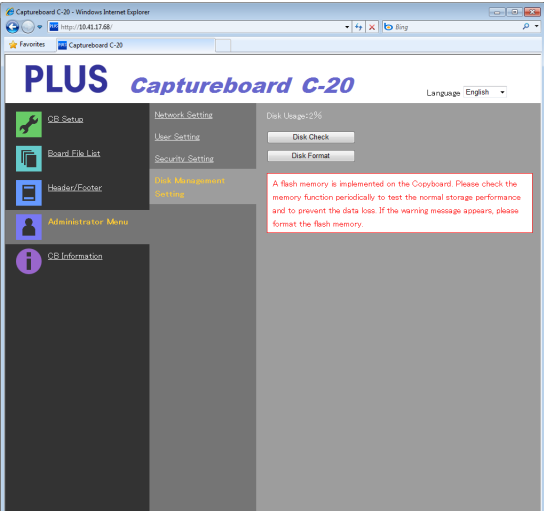 Captureboard C-20 - Windows Internet Explorer
http://10.41.17.68/
Bing
Favorites
Captureboard C-20
PLUS Captureboard C-20
Language English
CB Setup
Board File List
Header/Footer
Administrator Menu
CB Information
Network Setting
User Setting
Security Setting
Disk Management
Setting
Disk Usage:2%
Disk Check
Disk Format
A flash memory is implemented on the Copyboard. Please check the
memory function periodically to test the normal storage performance
and to prevent the data loss. If the warning message appears, please
format the flash memory.